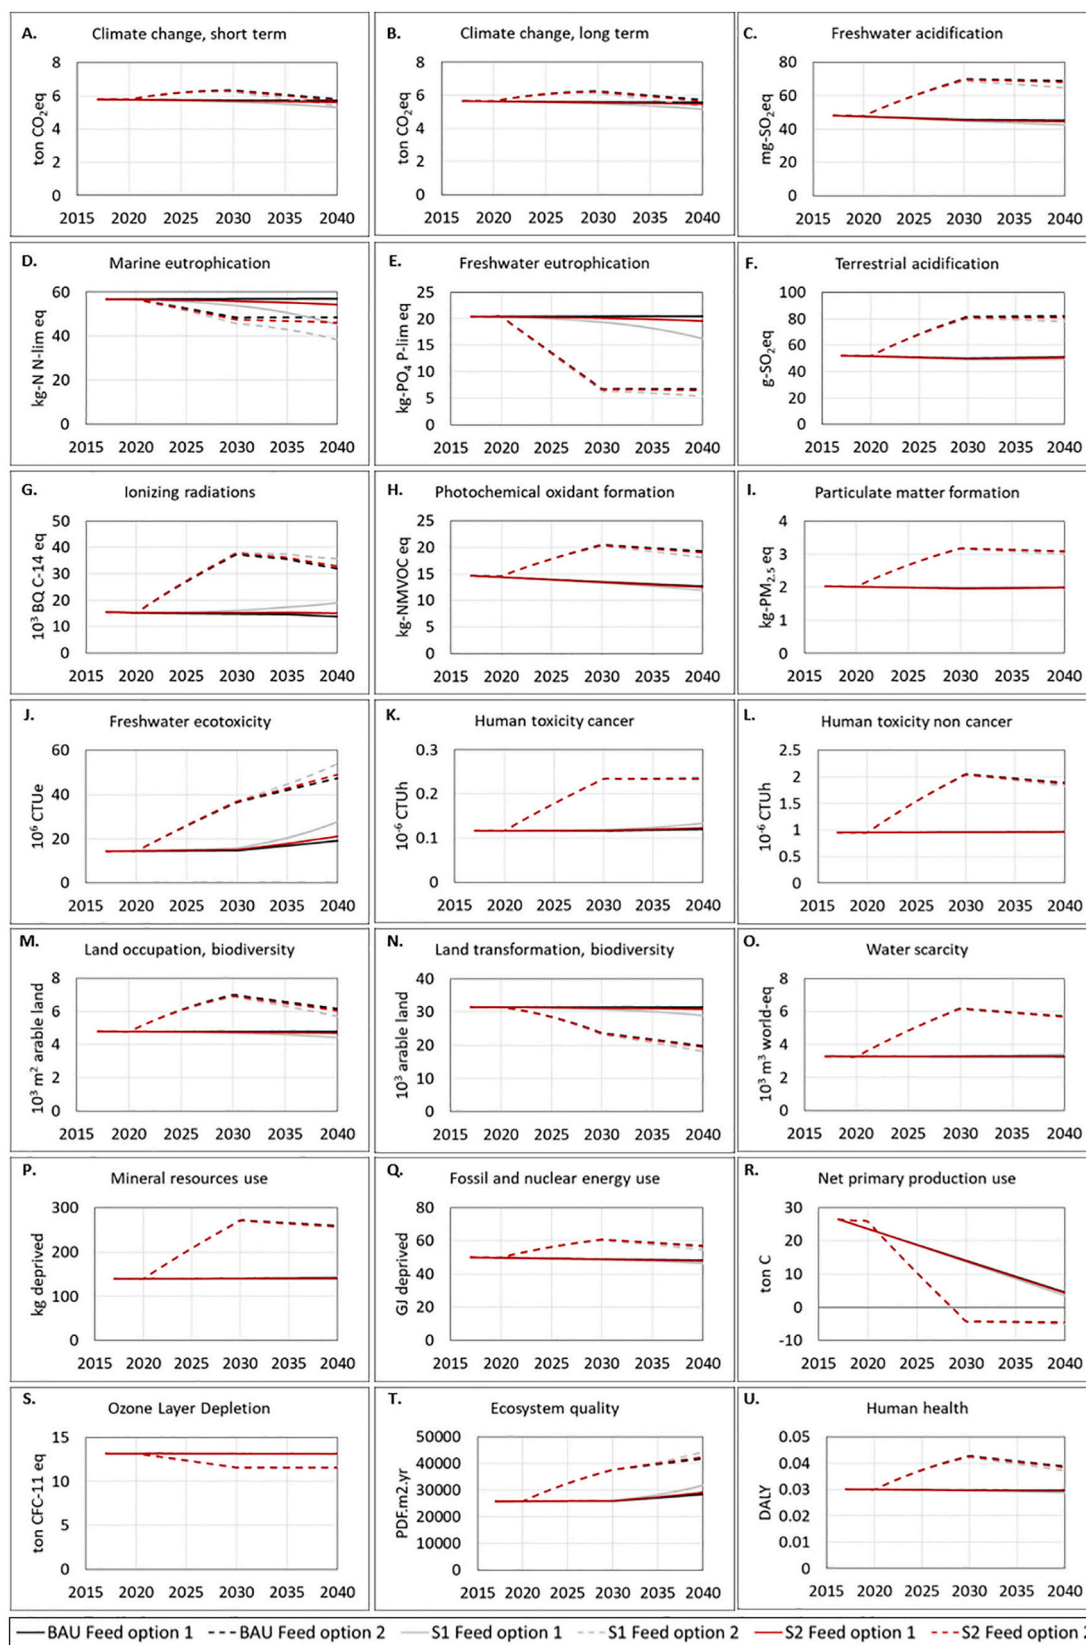 A. Climate change, short term
ton CO2eq
8
6
4
2
0
2015 2020 2025 2030 2035 2040
B. Climate change, long term
ton CO2eq
8
6
4
2
0
2015 2020 2025 2030 2035 2040
C. Freshwater acidification
mg-SO2eq
80
60
40
20
0
2015 2020 2025 2030 2035 2040
D. Marine eutrophication
kg-N N-lim eq
60
40
20
0
2015 2020 2025 2030 2035 2040
E. Freshwater eutrophication
kg-PO4 P-lim eq
25
20
15
10
5
0
2015 2020 2025 2030 2035 2040
F. Terrestrial acidification
g-SO2eq
100
80
60
40
20
0
2015 2020 2025 2030 2035 2040
G. Ionizing radiations
10³ BQ C-14 eq
50
40
30
20
10
0
2015 2020 2025 2030 2035 2040
H. Photochemical oxidant formation
kg-NMVOC eq
25
20
15
10
5
0
2015 2020 2025 2030 2035 2040
I. Particulate matter formation
kg-PM2.5 eq
4
3
2
1
0
2015 2020 2025 2030 2035 2040
J. Freshwater ecotoxicity
10⁶ CTUe
60
40
20
0
2015 2020 2025 2030 2035 2040
K. Human toxicity cancer
10⁻⁶ CTUh
0.3
0.2
0.1
0
2015 2020 2025 2030 2035 2040
L. Human toxicity non cancer
10⁻⁶ CTUh
2.5
2
1.5
1
0.5
0
2015 2020 2025 2030 2035 2040
M. Land occupation, biodiversity
10³ m² arable land
8
6
4
2
0
2015 2020 2025 2030 2035 2040
N. Land transformation, biodiversity
10³ arable land
40
30
20
10
0
2015 2020 2025 2030 2035 2040
O. Water scarcity
10³ m³ world-eq
8
6
4
2
0
2015 2020 2025 2030 2035 2040
P. Mineral resources use
kg deprived
300
200
100
0
2015 2020 2025 2030 2035 2040
Q. Fossil and nuclear energy use
GJ deprived
80
60
40
20
0
2015 2020 2025 2030 2035 2040
R. Net primary production use
ton C
30
20
10
0
-10
2015 2020 2025 2030 2035 2040
S. Ozone Layer Depletion
ton CFC-11 eq
15
10
5
0
2015 2020 2025 2030 2035 2040
T. Ecosystem quality
PDF.m2.yr
50000
40000
30000
20000
10000
0
2015 2020 2025 2030 2035 2040
U. Human health
DALY
0.05
0.04
0.03
0.02
0.01
0
2015 2020 2025 2030 2035 2040
BAU Feed option 1 BAU Feed option 2 S1 Feed option 1 S1 Feed option 2 S2 Feed option 1 S2 Feed option